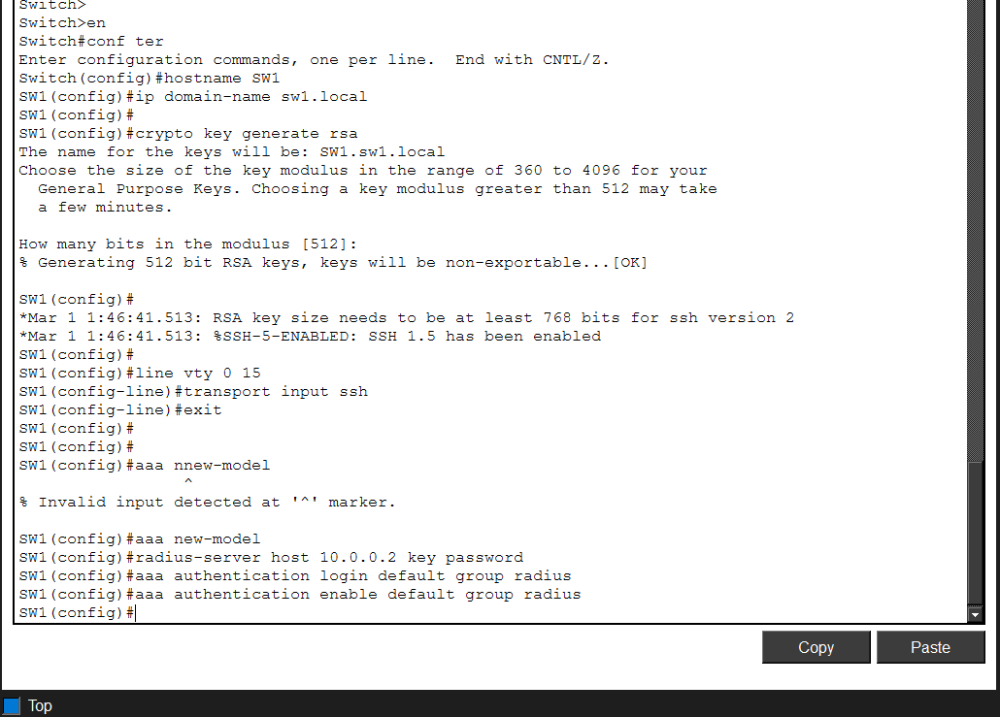 Switch>
Switch>en
Switch#conf ter
Enter configuration commands, one per line.  End with CNTL/Z.
Switch(config)#hostname SW1
SW1(config)#ip domain-name sw1.local
SW1(config)#
SW1(config)#crypto key generate rsa
The name for the keys will be: SW1.sw1.local
Choose the size of the key modulus in the range of 360 to 4096 for your
  General Purpose Keys. Choosing a key modulus greater than 512 may take
  a few minutes.

How many bits in the modulus [512]:
% Generating 512 bit RSA keys, keys will be non-exportable...[OK]

SW1(config)#
*Mar 1 1:46:41.513: RSA key size needs to be at least 768 bits for ssh version 2
*Mar 1 1:46:41.513: %SSH-5-ENABLED: SSH 1.5 has been enabled
SW1(config)#
SW1(config)#line vty 0 15
SW1(config-line)#transport input ssh
SW1(config-line)#exit
SW1(config)#
SW1(config)#
SW1(config)#aaa nnew-model
                 ^
% Invalid input detected at '^' marker.

SW1(config)#aaa new-model
SW1(config)#radius-server host 10.0.0.2 key password
SW1(config)#aaa authentication login default group radius
SW1(config)#aaa authentication enable default group radius
SW1(config)#
Copy
Paste
Top